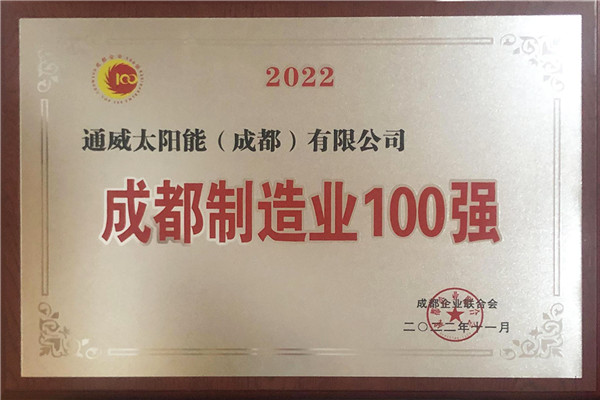 100
2022
通威太阳能（成都）有限公司
成都制造业100强
成都企业联合会
二〇二二年十一月